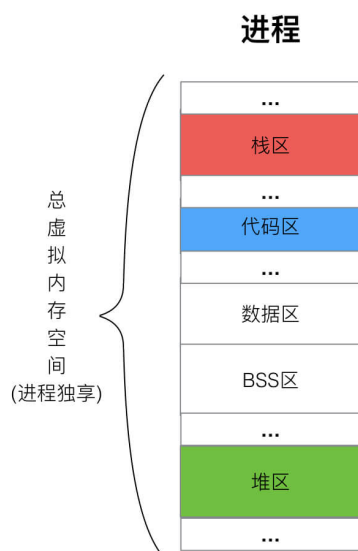 进程
...
栈区
...
代码区
...
数据区
BSS区
...
堆区
...
总
虚
拟
内
存
空
间
(进程独享)